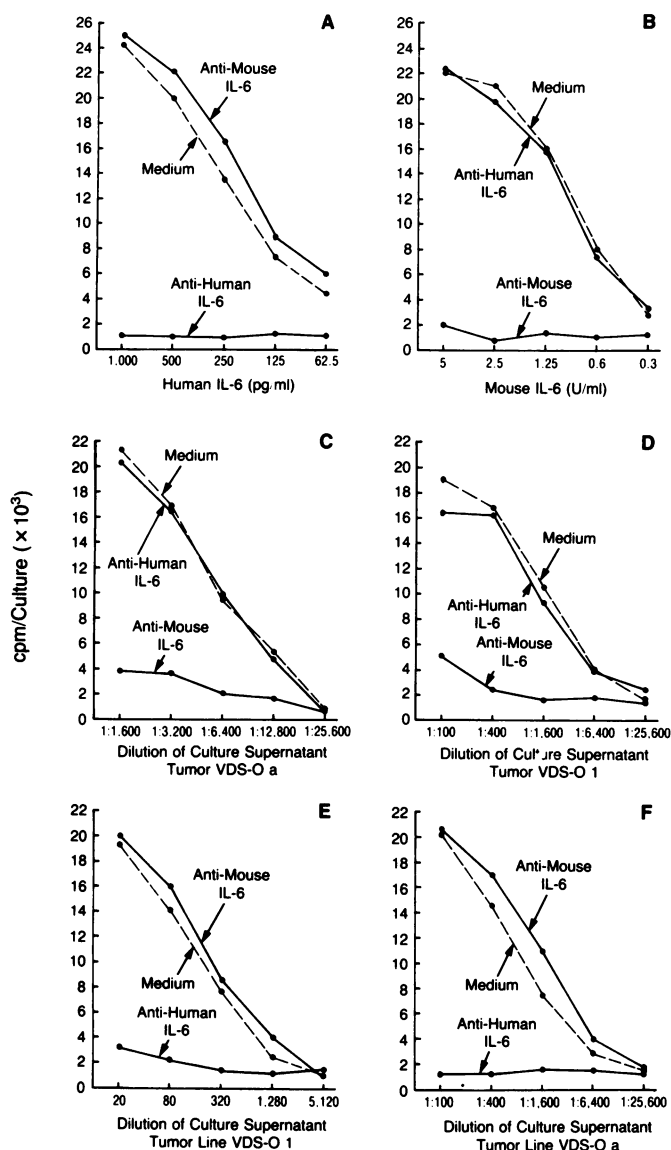 A
26
24
22
20
18
16
14
12
10
8
6
4
2
0
Anti-Mouse
IL-6
Medium
Anti-Human
IL-6
1.000 500 250 125 62.5
Human IL-6 (pg/ml)
B
26
24
22
20
18
16
14
12
10
8
6
4
2
0
Medium
Anti-Human
IL-6
Anti-Mouse
IL-6
5 2.5 1.25 0.6 0.3
Mouse IL-6 (U/ml)
cpm/Culture (×10³)
C
22
20
18
16
14
12
10
8
6
4
2
0
Medium
Anti-Human
IL-6
Anti-Mouse
IL-6
1:1.600 1:3.200 1:6.400 1:12.800 1:25.600
Dilution of Culture Supernatant
Tumor VDS-O a
D
22
20
18
16
14
12
10
8
6
4
2
0
Medium
Anti-Human
IL-6
Anti-Mouse
IL-6
1:100 1:400 1:1,600 1:6,400 1:25,600
Dilution of Culture Supernatant
Tumor VDS-O 1
E
22
20
18
16
14
12
10
8
6
4
2
0
Anti-Mouse
IL-6
Medium
Anti-Human
IL-6
20 80 320 1.280 5.120
Dilution of Culture Supernatant
Tumor Line VDS-O 1
F
22
20
18
16
14
12
10
8
6
4
2
0
Anti-Mouse
IL-6
Medium
Anti-Human
IL-6
1:100 1:400 1:1,600 1:6,400 1:25,600
Dilution of Culture Supernatant
Tumor Line VDS-O a